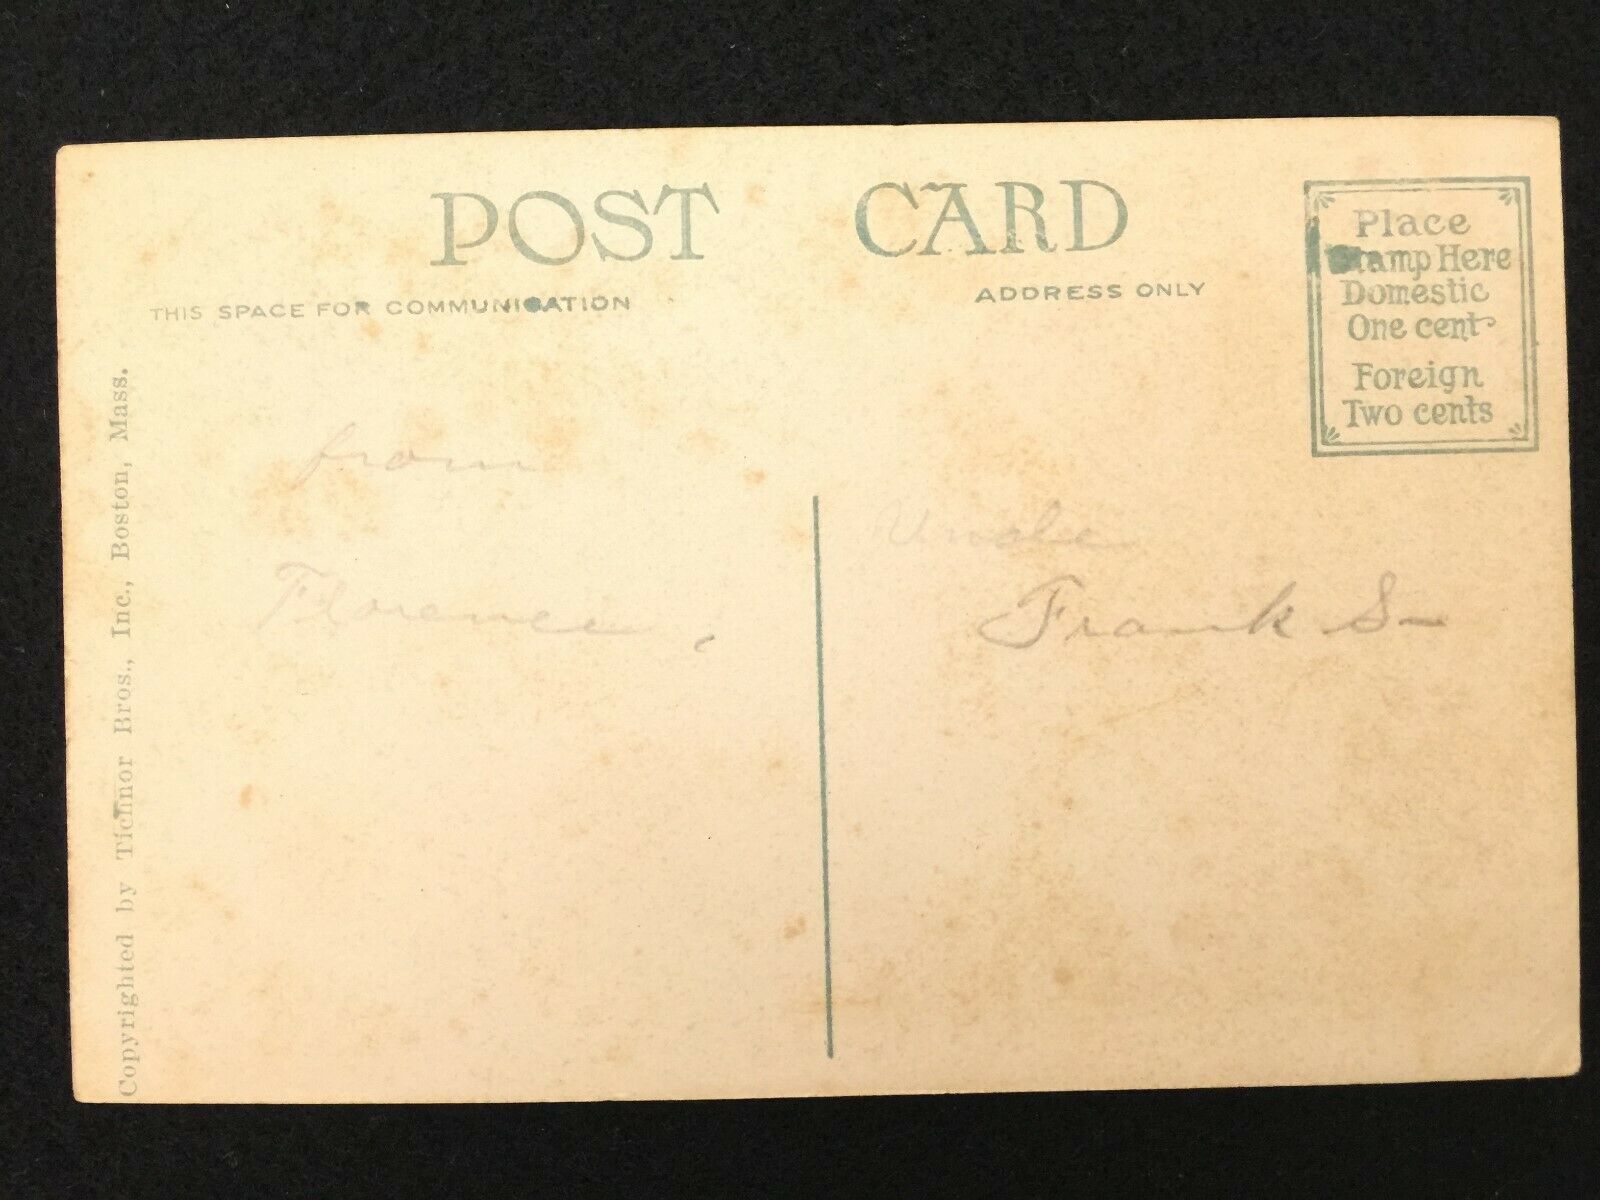 POST CARD
THIS SPACE FOR COMMUNICATION
ADDRESS ONLY
Place
Stamp Here
Domestic
One cent
Foreign
Two cents
from
Florence,
Uncle
Frank S
Copyrighted by Tichnor Bros., Inc., Boston, Mass.